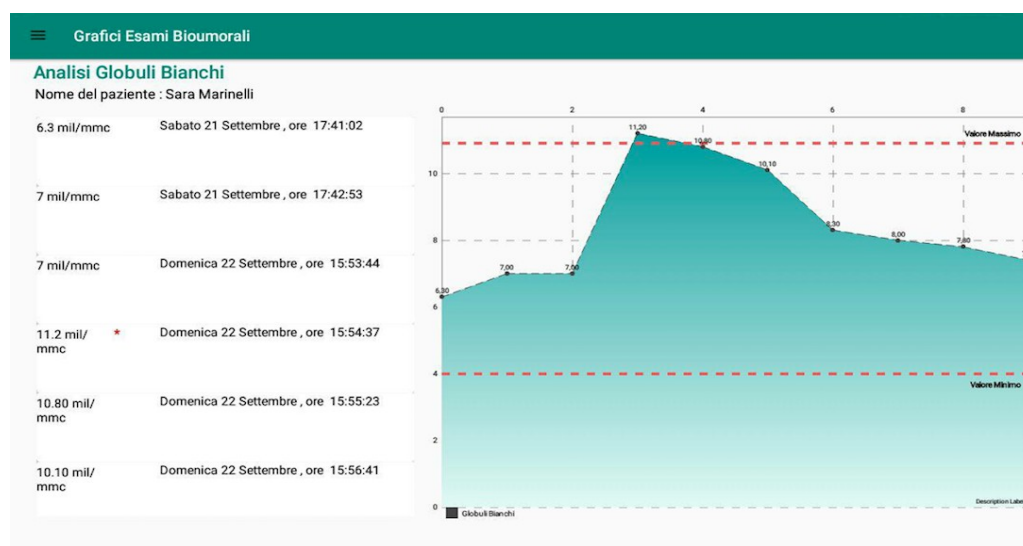 Grafici Esami Bioumorali
Analisi Globuli Bianchi
Nome del paziente : Sara Marinelli
6.3 mil/mmc Sabato 21 Settembre , ore 17:41:02
7 mil/mmc Sabato 21 Settembre , ore 17:42:53
7 mil/mmc Domenica 22 Settembre , ore 15:53:44
11.2 mil/ * Domenica 22 Settembre , ore 15:54:37
mmc
10.80 mil/ Domenica 22 Settembre , ore 15:55:23
mmc
10.10 mil/ Domenica 22 Settembre , ore 15:56:41
mmc
0 2 4 6 8
11,20
Valore Massimo
10,80
10,10
10
8,30
8,00
7,80
8
7,00
7,00
6,30
6
4
Valore Minimo
2
Description Labe
0
Globuli Bianchi